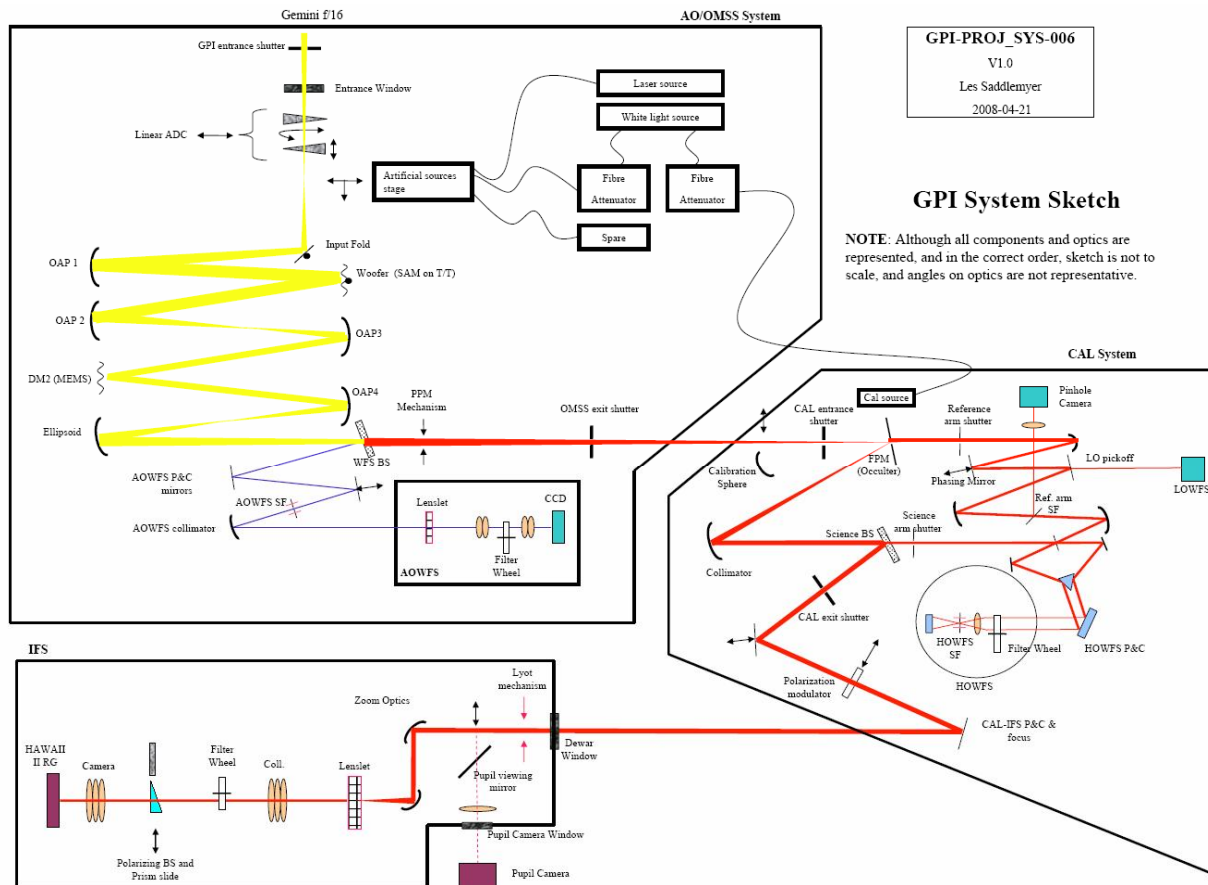 Gemini f/16
AO/OMSS System
GPI entrance shutter
Entrance Window
Linear ADC
Laser source
White light source
Artificial sources
stage
Fibre
Attenuator
Fibre
Attenuator
Spare
GPI-PROJ_SYS-006
V1.0
Les Saddlemyer
2008-04-21
GPI System Sketch
NOTE: Although all components and optics are
represented, and in the correct order, sketch is not to
scale, and angles on optics are not representative.
Input Fold
OAP 1
Woofer (SAM on T/T)
OAP 2
OAP3
DM2 (MEMS)
OAP4
Ellipsoid
PPM
Mechanism
OMSS exit shutter
WFS BS
AOWFS P&C
mirrors
AOWFS SF
AOWFS collimator
Lenslet
CCD
Filter
Wheel
AOWFS
CAL System
Cal source
Pinhole
Camera
CAL entrance
shutter
Reference
arm shutter
Calibration
Sphere
FPM
(Occulter)
Phasing Mirror
LO pickoff
LOWFS
Ref. arm
SF
Science
arm shutter
Science BS
Collimator
CAL exit shutter
HOWFS
SF
Filter Wheel
HOWFS P&C
HOWFS
Polarization
modulator
CAL-IFS P&C &
focus
IFS
Lyot
mechanism
Zoom Optics
Dewar
Window
HAWAII
II RG
Camera
Filter
Wheel
Coll.
Lenslet
Pupil viewing
mirror
Pupil Camera Window
Polarizing BS and
Prism slide
Pupil Camera